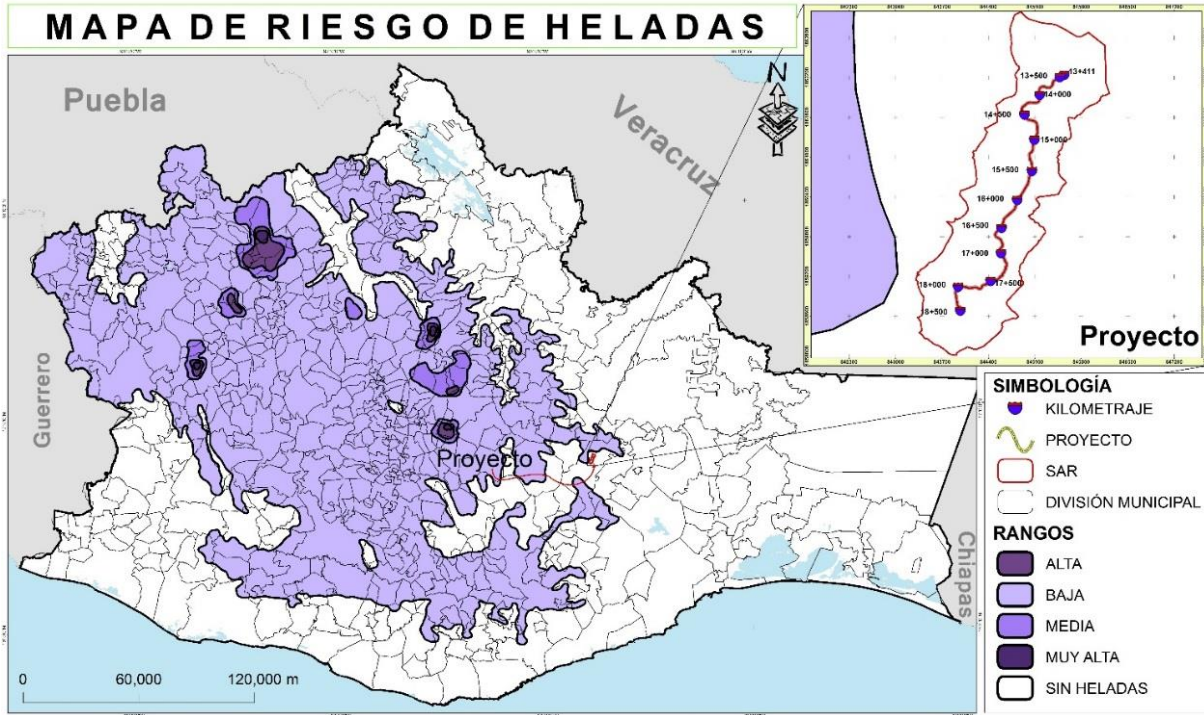 MAPA DE RIESGO DE HELADAS
Puebla
Veracruz
N
Guerrero
Chiapas
Proyecto
0 60,000 120,000 m
13+500
13+411
14+000
14+500
15+000
15+500
16+000
16+500
17+000
17+500
18+000
18+500
Proyecto
SIMBOLOGÍA
KILOMETRAJE
PROYECTO
SAR
DIVISIÓN MUNICIPAL
RANGOS
ALTA
BAJA
MEDIA
MUY ALTA
SIN HELADAS